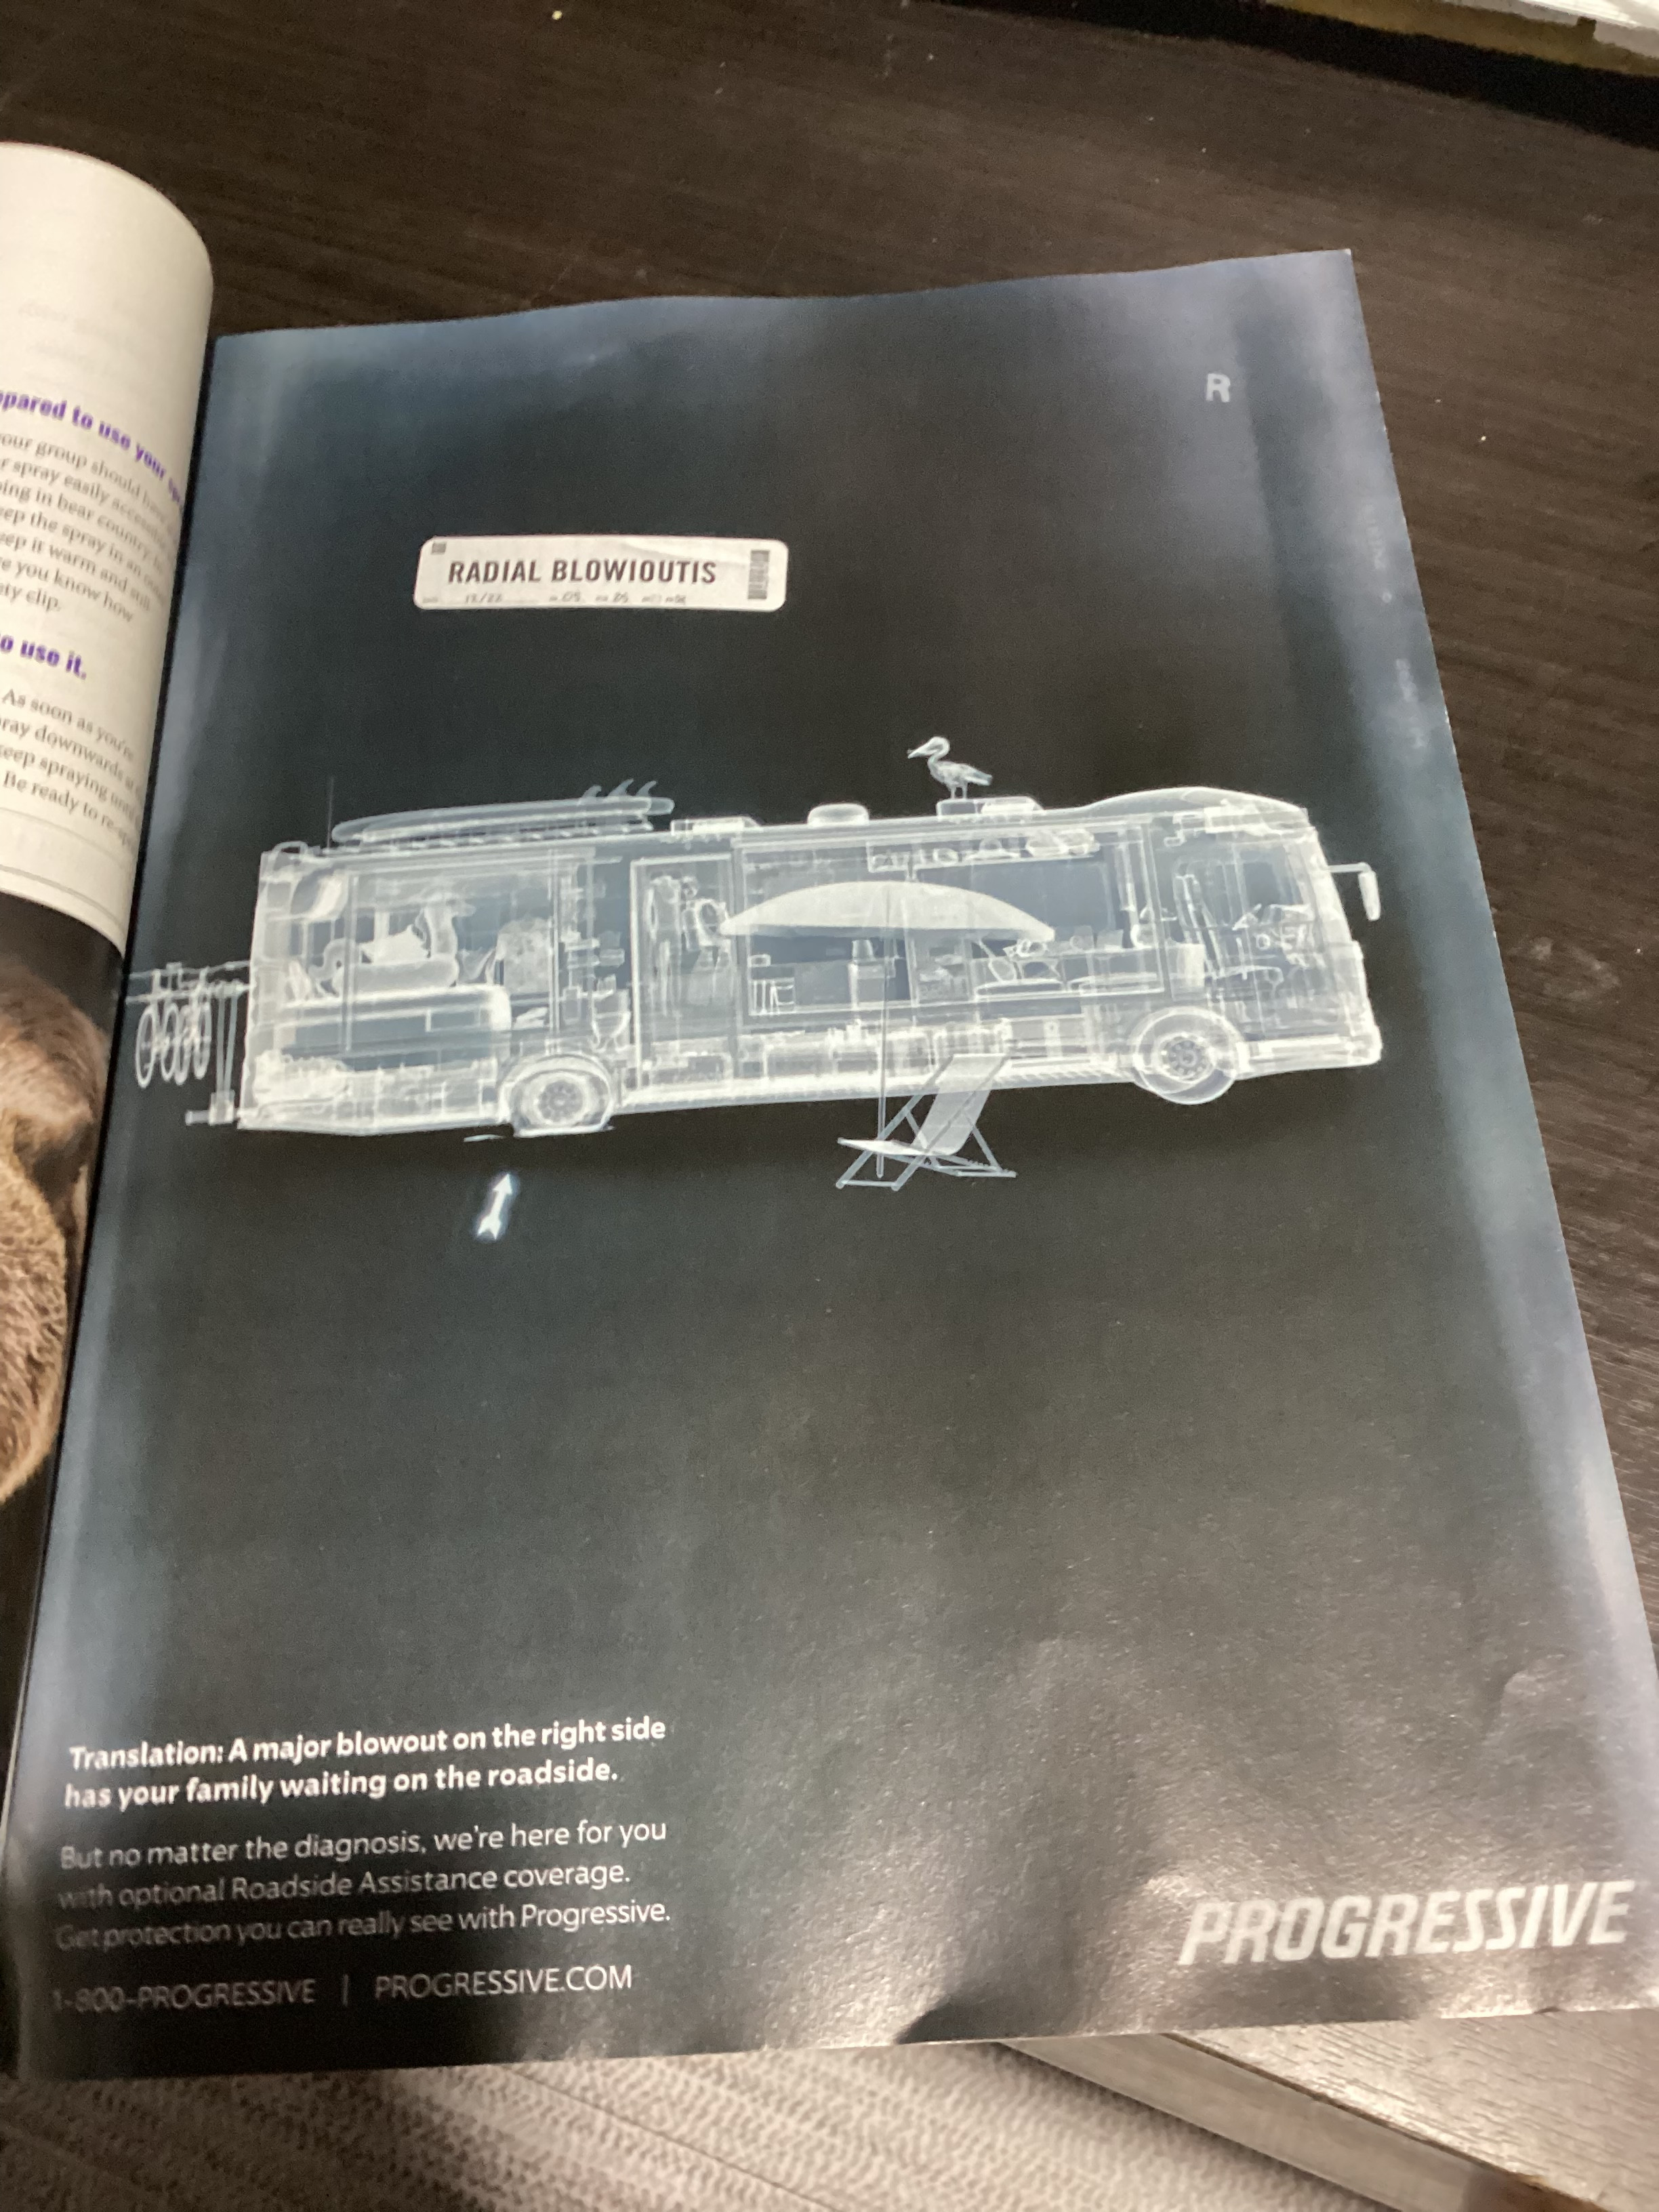 pared to use your
our group should
spray easily
ing in bear country,
eep the spray in an
eep it warm and
e you know how
ety clip.
o use it.
As soon as you're
ray downwards
keep spraying until
Be ready to
R
RADIAL BLOWIOUTIS
Translation: A major blowout on the right side
has your family waiting on the roadside.
But no matter the diagnosis, we're here for you
with optional Roadside Assistance coverage.
Get protection you can really see with Progressive.
1-800-PROGRESSIVE | PROGRESSIVE.COM
PROGRESSIVE